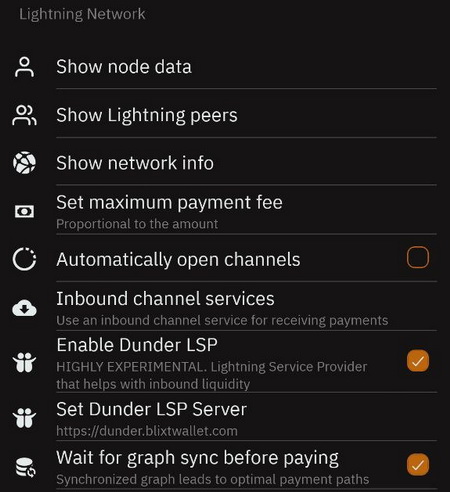 Lightning Network
Show node data
Show Lightning peers
Show network info
Set maximum payment fee
Proportional to the amount
Automatically open channels
Inbound channel services
Use an inbound channel service for receiving payments
Enable Dunder LSP
HIGHLY EXPERIMENTAL. Lightning Service Provider
that helps with inbound liquidity
Set Dunder LSP Server
https://dunder.blixtwallet.com
Wait for graph sync before paying
Synchronized graph leads to optimal payment paths